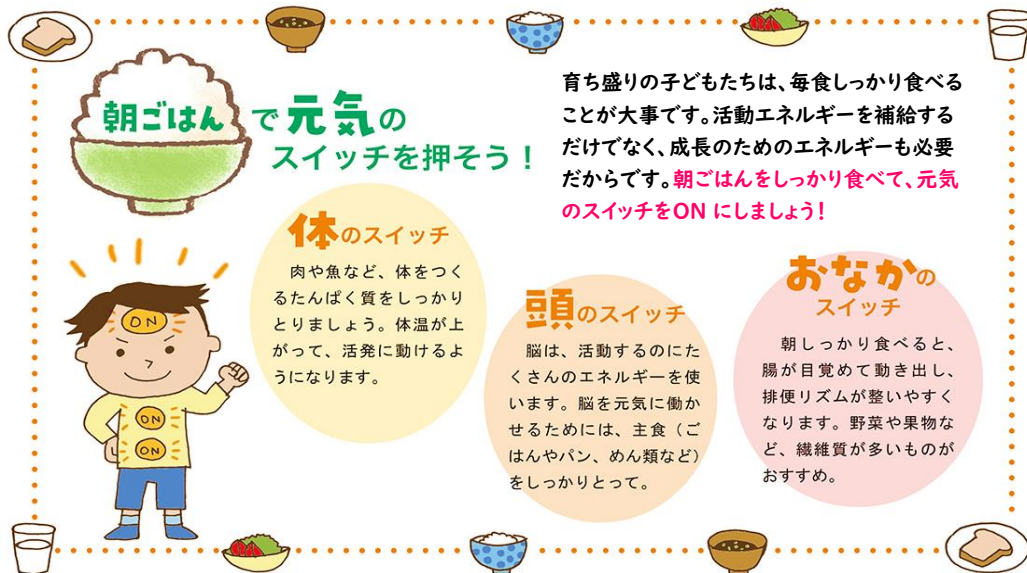 朝ごはんで元気の
スイッチを押そう！
育ち盛りの子どもたちは、毎食しっかり食べる
ことが大事です。活動エネルギーを補給する
だけでなく、成長のためのエネルギーも必要
だからです。朝ごはんをしっかり食べて、元気
のスイッチをON にしましょう！
ON
ON
ON
体のスイッチ
肉や魚など、体をつく
るたんぱく質をしっかり
とりましょう。体温が上
がって、活発に動けるよ
うになります。
頭のスイッチ
脳は、活動するのにた
くさんのエネルギーを使
います。脳を元気に働か
せるためには、主食（ご
はんやパン、めん類など）
をしっかりとって。
おなかの
スイッチ
朝しっかり食べると、
腸が目覚めて動き出し、
排便リズムが整いやすく
なります。野菜や果物な
ど、繊維質が多いものが
おすすめ。